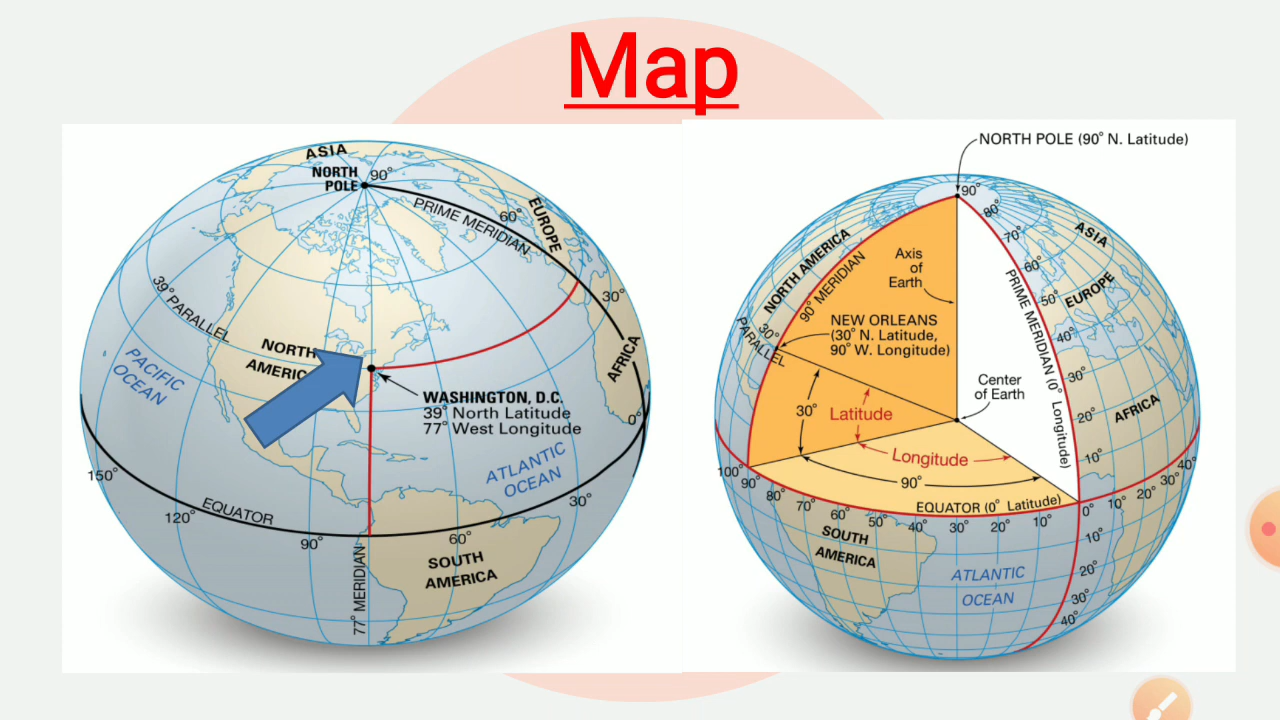 Map
ASIA
NORTH
POLE
90°
PRIME MERIDIAN
60°
EUROPE
30°
AFRICA
0°
39° PARALLEL
NORTH
AMERIC
PACIFIC
OCEAN
WASHINGTON, D.C.
39° North Latitude
77° West Longitude
ATLANTIC
OCEAN
150°
120°
EQUATOR
90°
60°
30°
77° MERIDIAN
SOUTH
AMERICA
NORTH POLE (90° N. Latitude)
90°
80°
70°
60°
50°
40°
30°
20°
10°
ASIA
EUROPE
AFRICA
NORTH AMERICA
90° MERIDIAN
Axis
of
Earth
PRIME MERIDIAN (0° Longitude)
30°
PARALLEL
NEW ORLEANS
(30° N. Latitude,
90° W. Longitude)
Center
of Earth
30°
Latitude
Longitude
90°
EQUATOR (0° Latitude)
100°
90°
80°
70°
60°
50°
40°
30°
20°
10°
0°
10°
20°
30°
40°
10°
20°
30°
40°
SOUTH
AMERICA
ATLANTIC
OCEAN